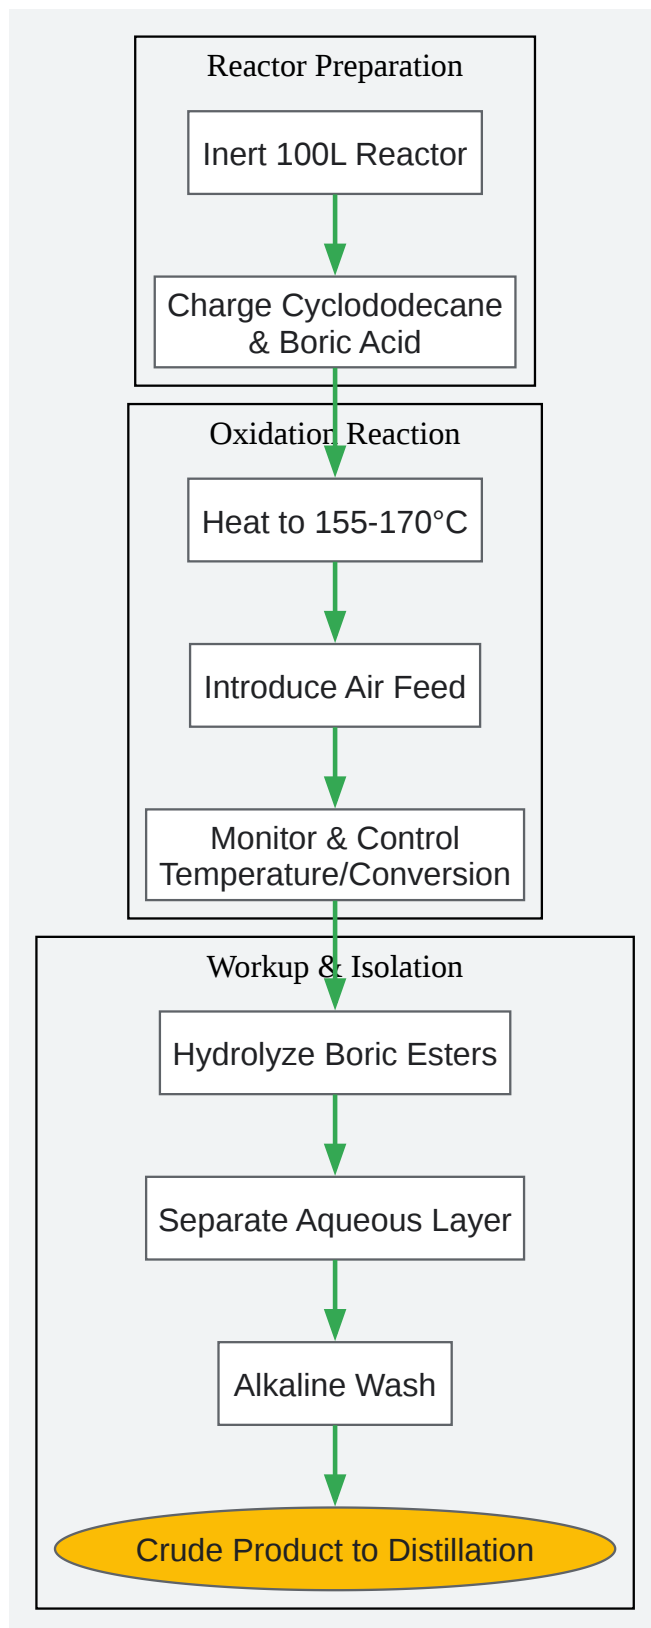 Reactor Preparation
Inert 100L Reactor
Charge Cyclododecane
& Boric Acid
Oxidation Reaction
Heat to 155-170°C
Introduce Air Feed
Monitor & Control
Temperature/Conversion
Workup & Isolation
Hydrolyze Boric Esters
Separate Aqueous Layer
Alkaline Wash
Crude Product to Distillation